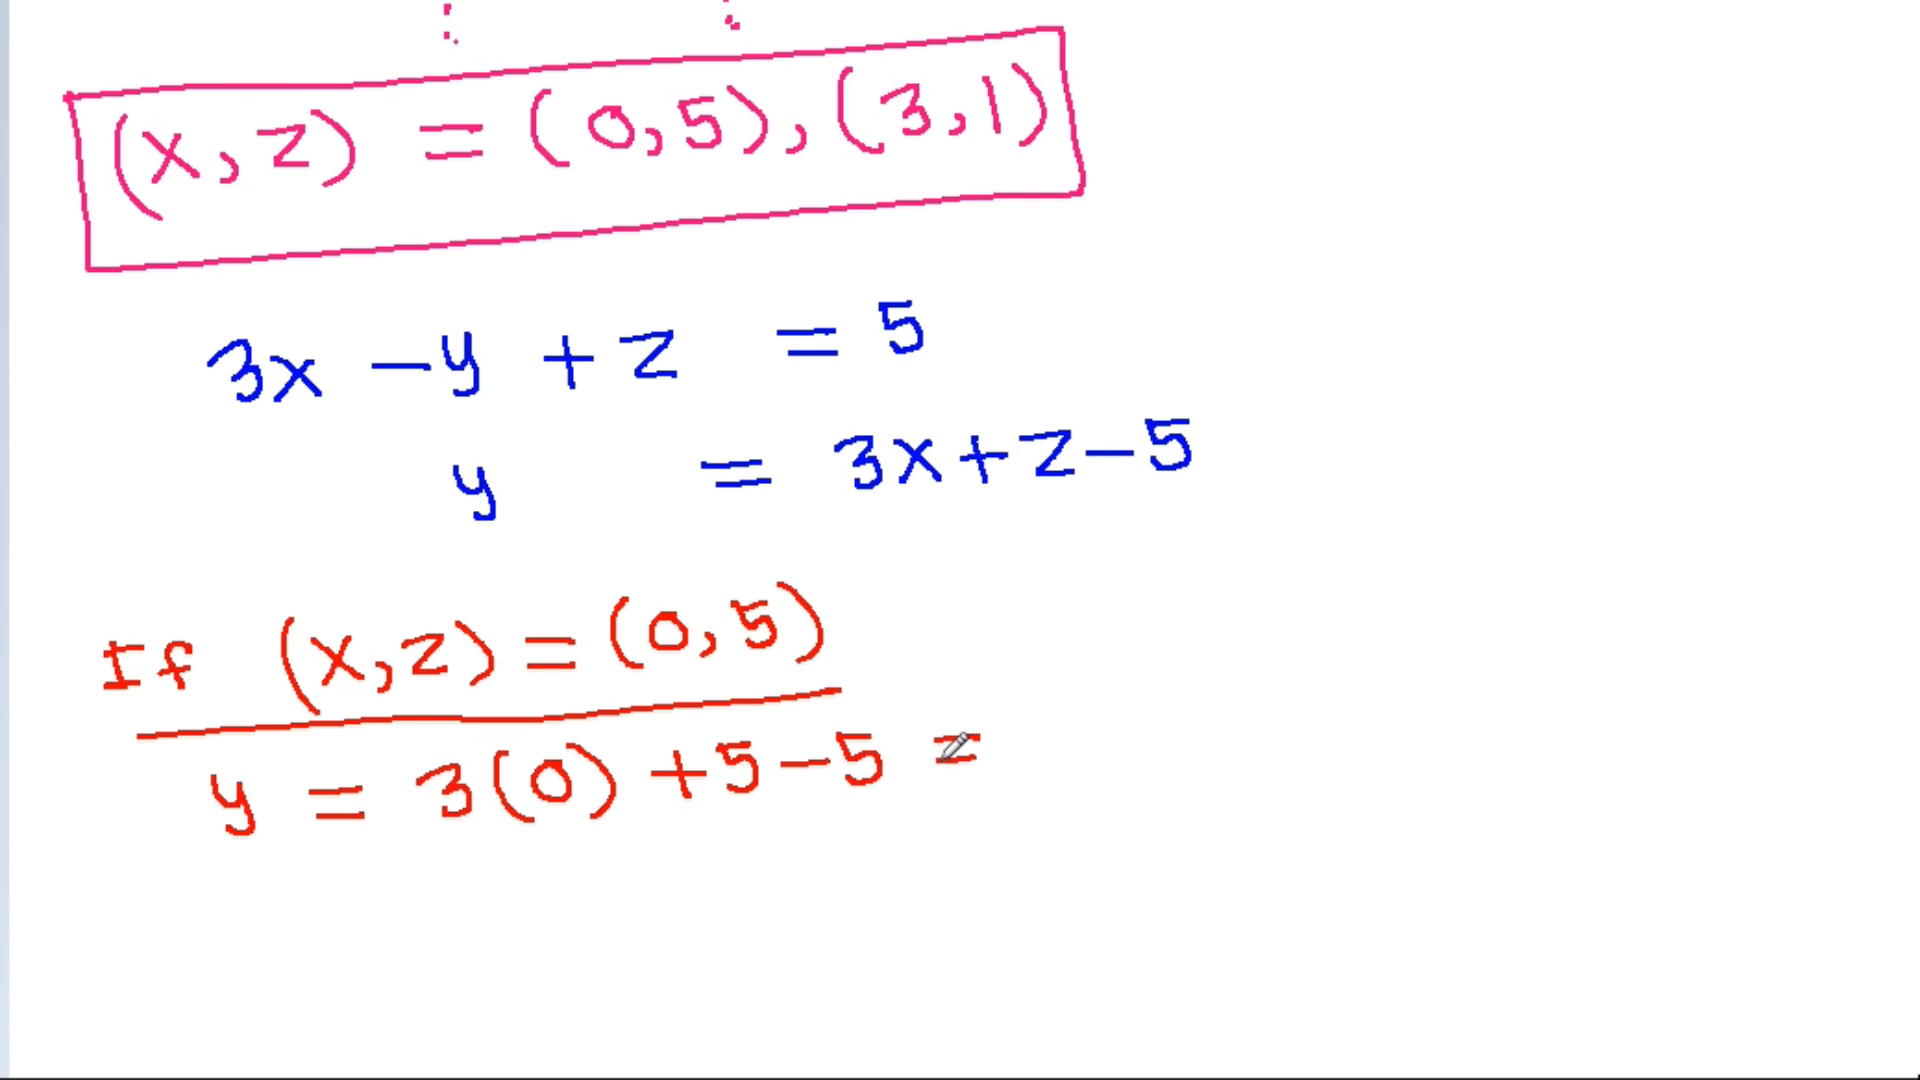 (x,z) = (0,5), (3,1)
3x - y + z = 5
y = 3x+z-5
If (x,z) = (0,5)
y = 3(0) +5-5 =